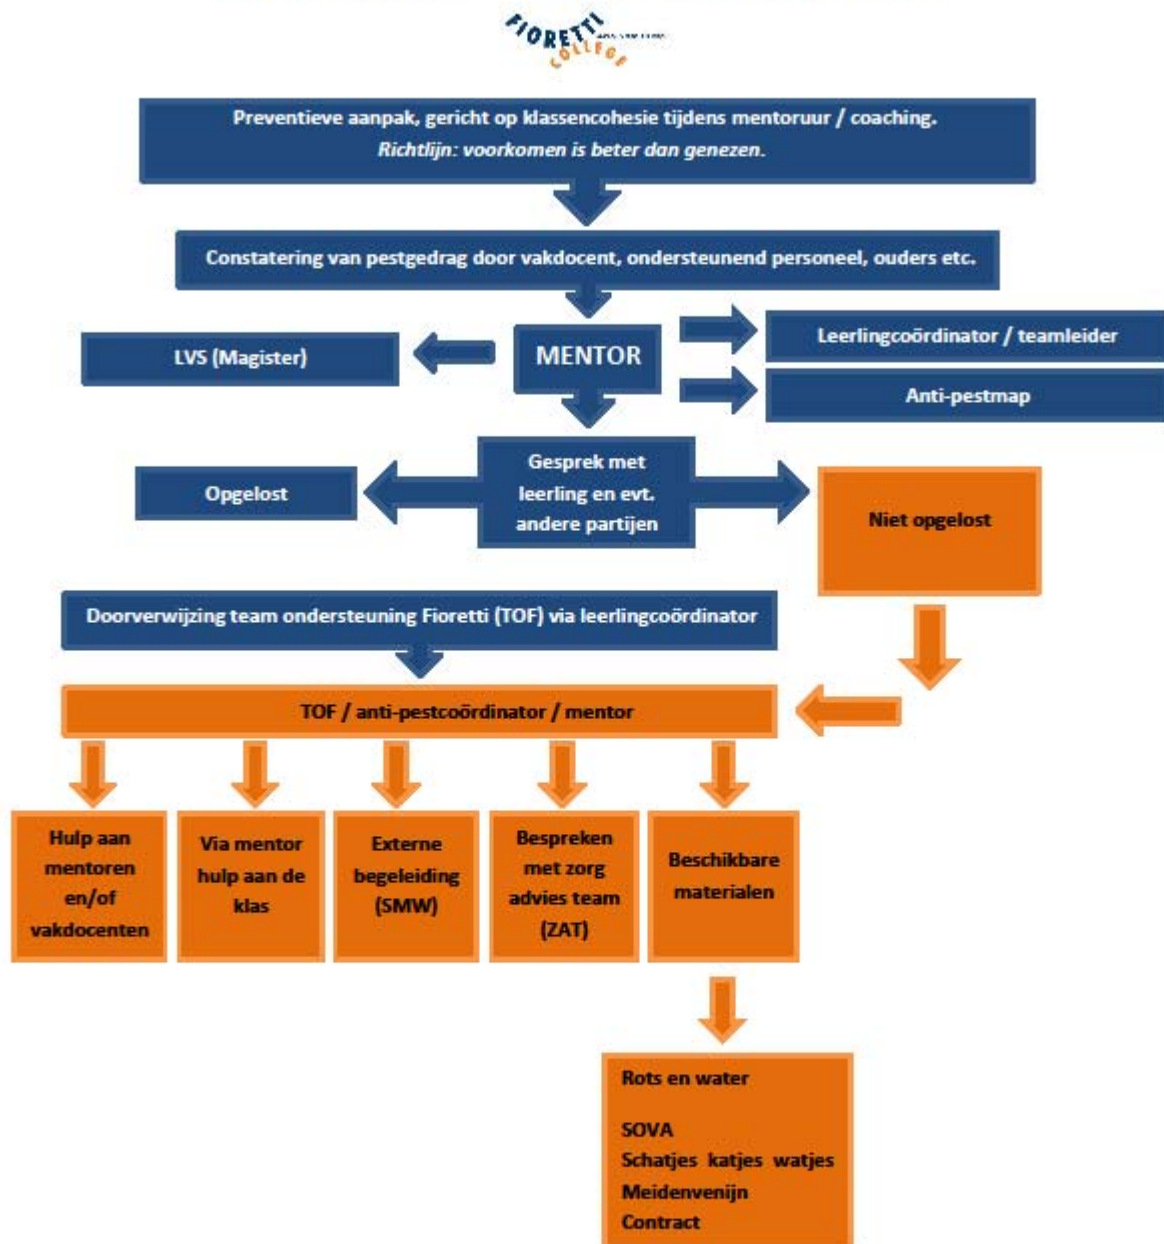 FIORETTI
COLLEGE
Preventieve aanpak, gericht op klassencohesie tijdens mentoruur / coaching.
Richtlijn: voorkomen is beter dan genezen.
Constatering van pestgedrag door vakdocent, ondersteunend personeel, ouders etc.
LVS (Magister)
MENTOR
Leerlingcoördinator / teamleider
Anti-pestmap
Opgelost
Gesprek met
leerling en evt.
andere partijen
Niet opgelost
Doorverwijzing team ondersteuning Fioretti (TOF) via leerlingcoördinator
TOF / anti-pestcoördinator / mentor
Hulp aan
mentoren
en/of
vakdocenten
Via mentor
hulp aan de
klas
Externe
begeleiding
(SMW)
Bespreken
met zorg
advies team
(ZAT)
Beschikbare
materialen
Rots en water
SOVA
Schatjes katjes watjes
Meidenvenijn
Contract